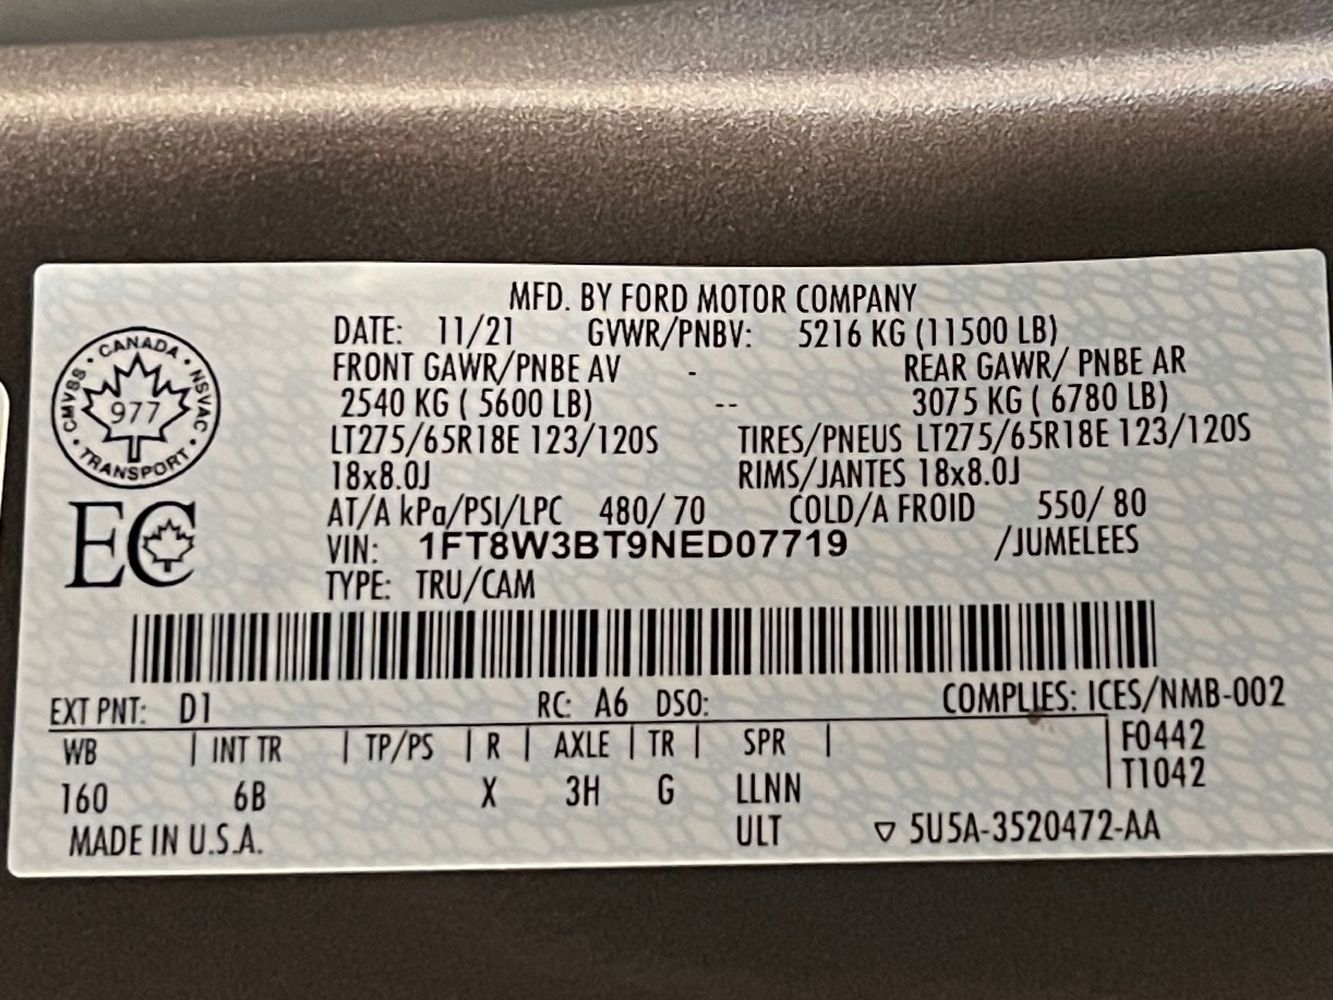 MFD. BY FORD MOTOR COMPANY
DATE: 11/21 GVWR/PNBV: 5216 KG (11500 LB)
FRONT GAWR/PNBE AV - REAR GAWR/ PNBE AR
2540 KG ( 5600 LB) -- 3075 KG ( 6780 LB)
LT275/65R18E 123/120S TIRES/PNEUS LT275/65R18E 123/120S
18x8.0J RIMS/JANTES 18x8.0J
AT/A kPa/PSI/LPC 480/ 70 COLD/A FROID 550/ 80
VIN: 1FT8W3BT9NED07719 /JUMELEES
TYPE: TRU/CAM
CANADA
CMVSS · NSVAC
977
TRANSPORT
EC
EXT PNT: D1 RC: A6 DSO: COMPLIES: ICES/NMB-002
WB | INT TR | TP/PS | R | AXLE | TR | SPR | F0442
T1042
160 6B X 3H G LLNN
MADE IN U.S.A. ULT ▽ 5U5A-3520472-AA